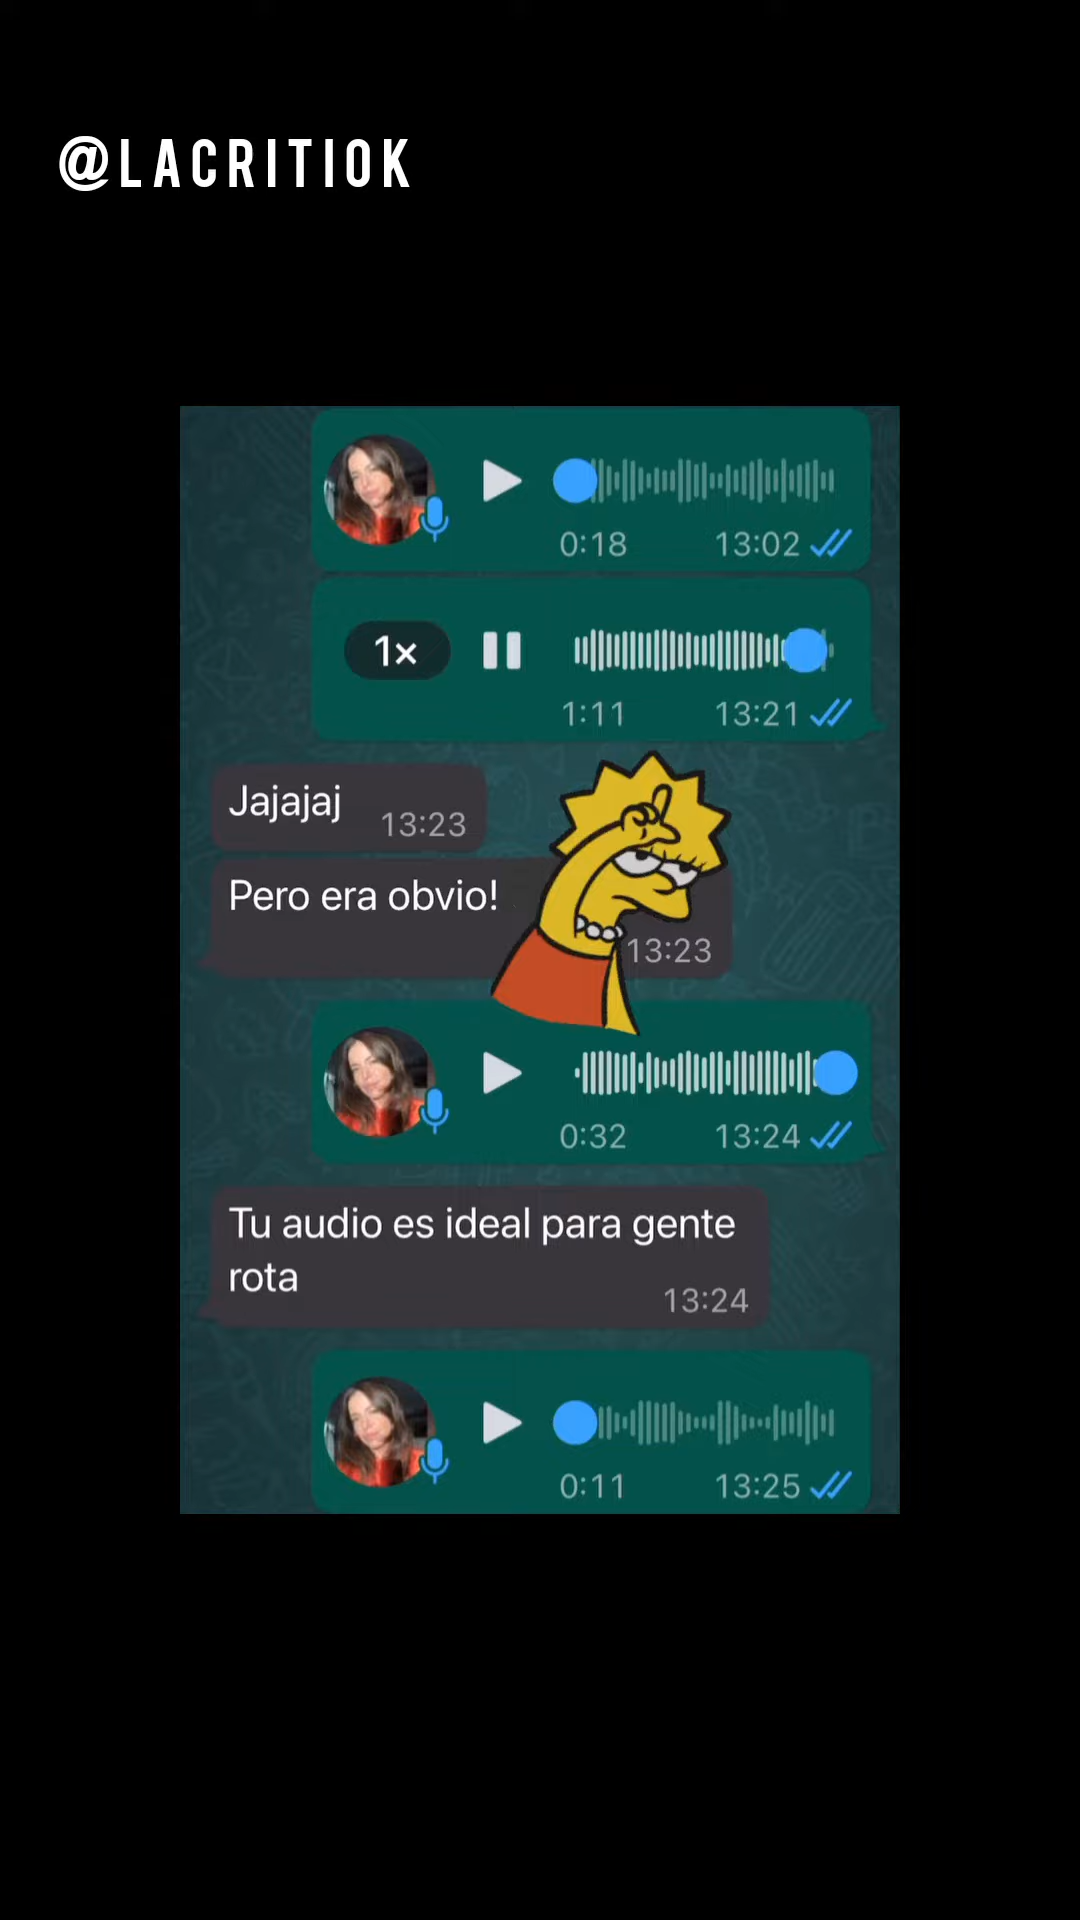 @LACRITIOK
0:18 13:02
1x
1:11 13:21
Jajajaj 13:23
Pero era obvio!
13:23
0:32 13:24
Tu audio es ideal para gente
rota
13:24
0:11 13:25